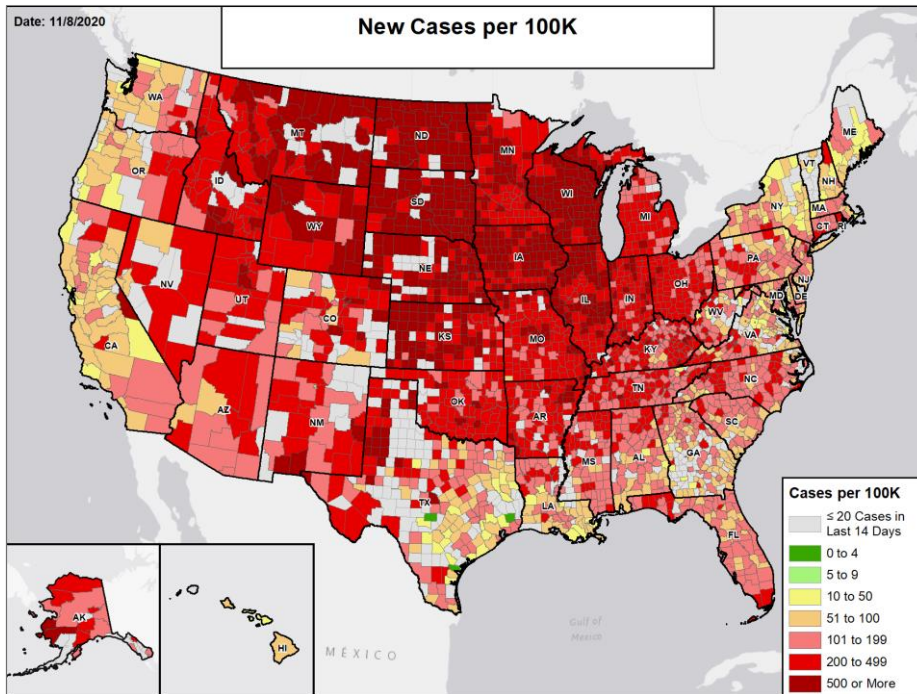 Date: 11/8/2020
New Cases per 100K
WA
MT
ND
MN
ME
OR
ID
SD
WI
VT
NH
NY
MA
CT
RI
WY
MI
NE
IA
PA
NJ
NV
UT
CO
IL
IN
OH
MD
DE
WV
VA
CA
KS
MO
KY
NC
AZ
NM
OK
AR
TN
SC
MS
AL
GA
TX
LA
FL
AK
HI
MÉXICO
Gulf of
Mexico
Cases per 100K
≤ 20 Cases in
Last 14 Days
0 to 4
5 to 9
10 to 50
51 to 100
101 to 199
200 to 499
500 or More